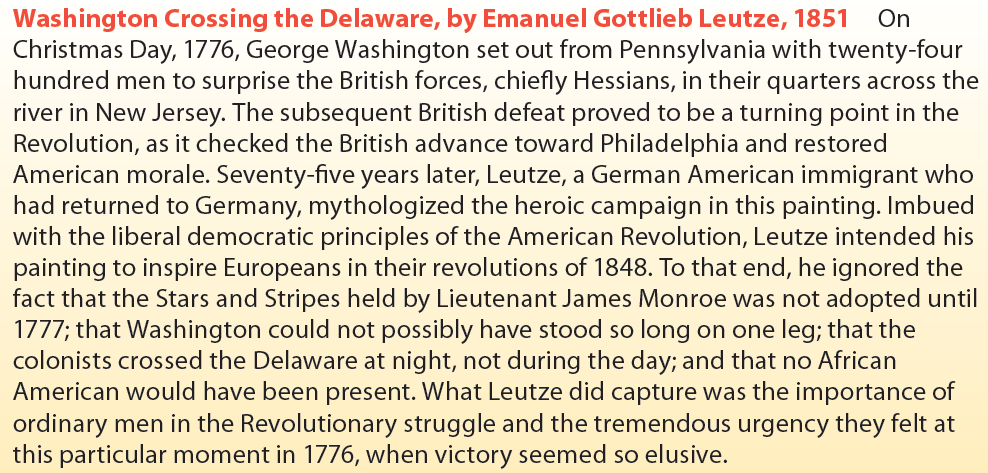 Washington Crossing the Delaware, by Emanuel Gottlieb Leutze, 1851 On
Christmas Day, 1776, George Washington set out from Pennsylvania with twenty-four
hundred men to surprise the British forces, chiefly Hessians, in their quarters across the
river in New Jersey. The subsequent British defeat proved to be a turning point in the
Revolution, as it checked the British advance toward Philadelphia and restored
American morale. Seventy-five years later, Leutze, a German American immigrant who
had returned to Germany, mythologized the heroic campaign in this painting. Imbued
with the liberal democratic principles of the American Revolution, Leutze intended his
painting to inspire Europeans in their revolutions of 1848. To that end, he ignored the
fact that the Stars and Stripes held by Lieutenant James Monroe was not adopted until
1777; that Washington could not possibly have stood so long on one leg; that the
colonists crossed the Delaware at night, not during the day; and that no African
American would have been present. What Leutze did capture was the importance of
ordinary men in the Revolutionary struggle and the tremendous urgency they felt at
this particular moment in 1776, when victory seemed so elusive.